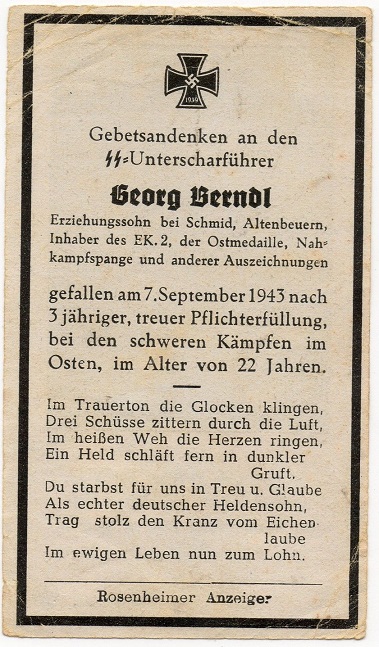 1939
Gebetsandenken an den
ᛋᛋ-Unterscharführer
Georg Berndl
Erziehungssohn bei Schmid, Altenbeuern,
Inhaber des EK.2, der Ostmedaille, Nah-
kampfspange und anderer Auszeichnungen
gefallen am 7. September 1943 nach
3 jähriger, treuer Pflichterfüllung,
bei den schweren Kämpfen im
Osten, im Alter von 22 Jahren.
Im Trauerton die Glocken klingen,
Drei Schüsse zittern durch die Luft,
Im heißen Weh die Herzen ringen,
Ein Held schläft fern in dunkler
Gruft.
Du starbst für uns in Treu u. Glaube
Als echter deutscher Heldensohn,
Trag stolz den Kranz vom Eichen
laube
Im ewigen Leben nun zum Lohn.
Rosenheimer Anzeiger